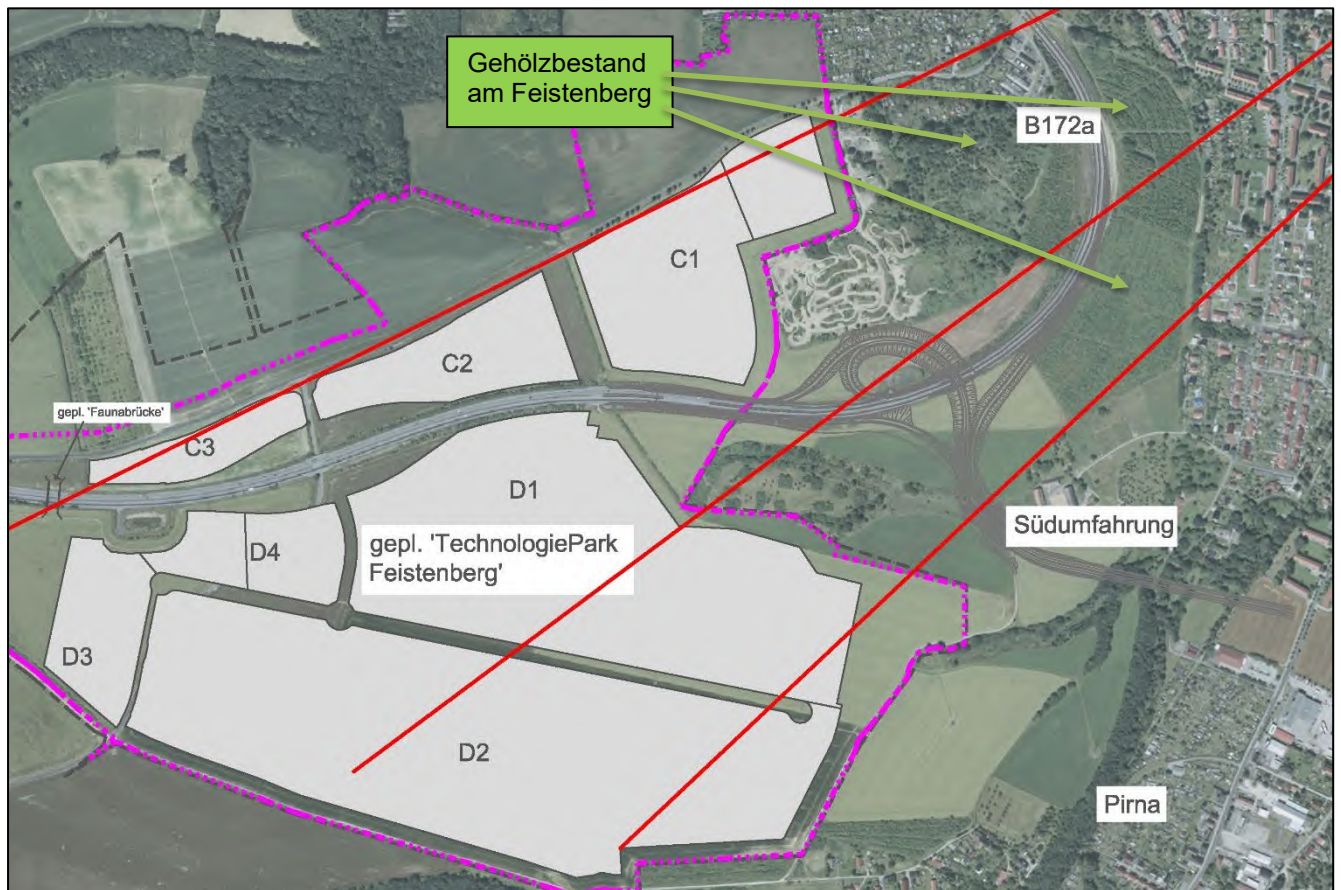 Gehölzbestand
am Feistenberg
B172a
C1
C2
gepl. 'Faunabrücke'
C3
D1
Südumfahrung
D4
gepl. 'TechnologiePark
Feistenberg'
D3
D2
Pirna